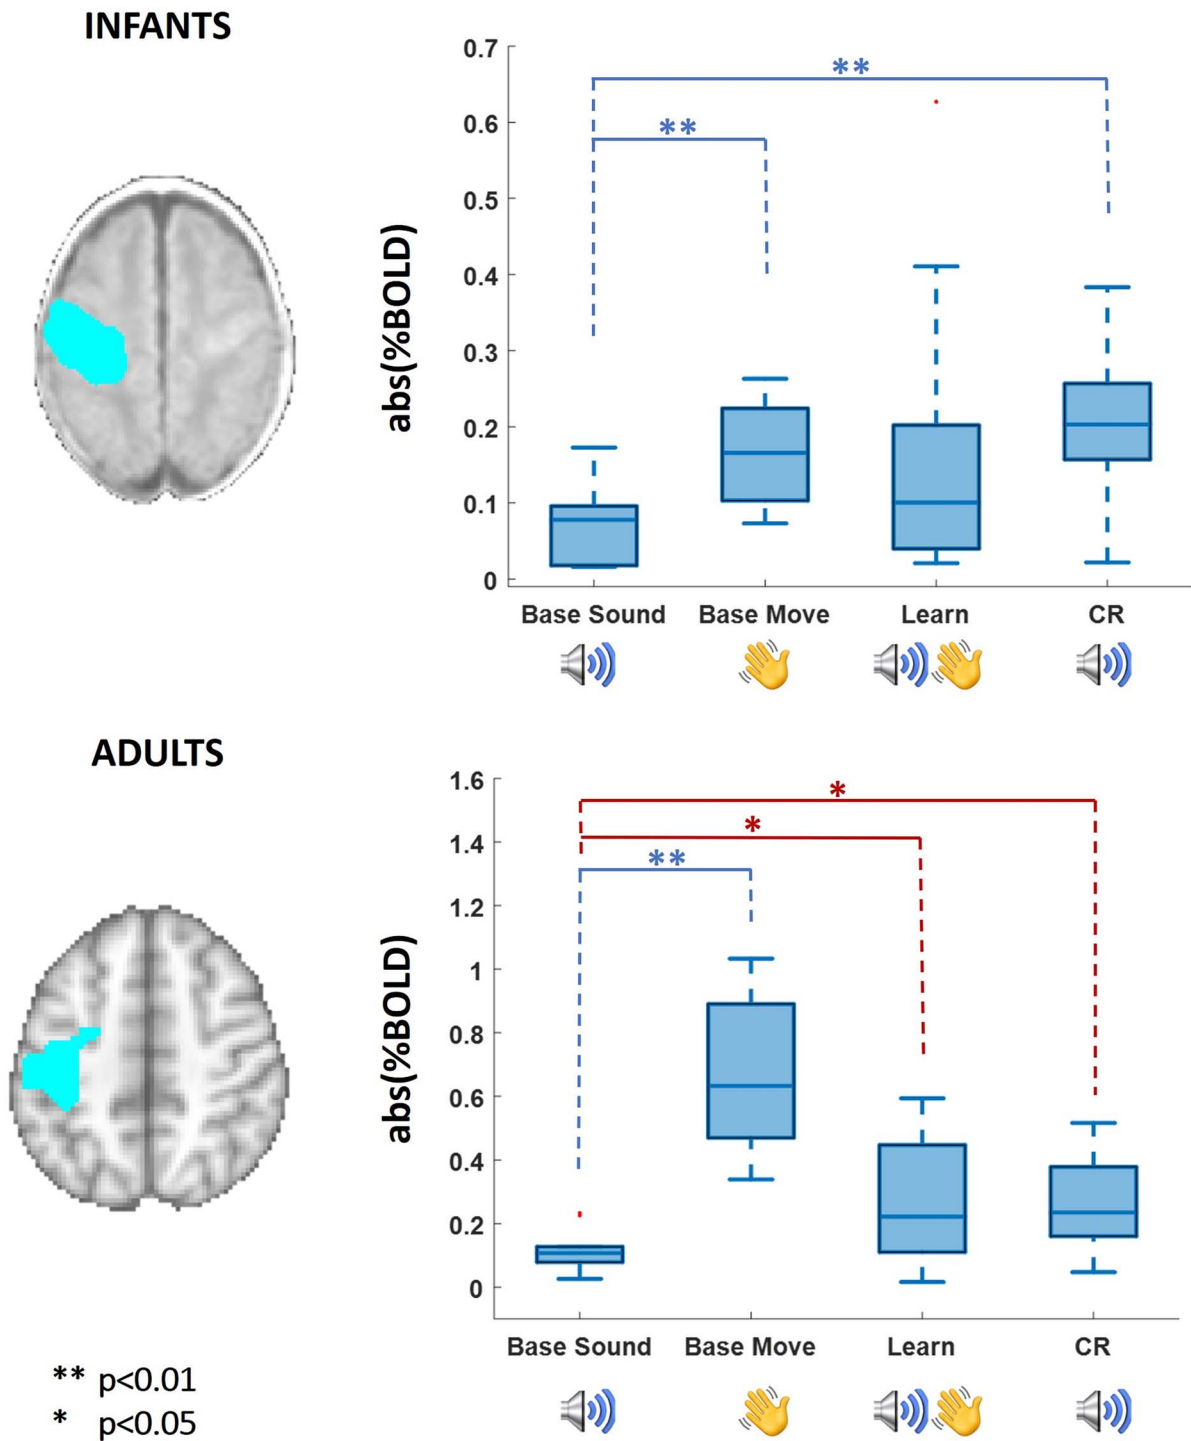 INFANTS
abs(%BOLD)
0.7
0.6
0.5
0.4
0.3
0.2
0.1
0
**
**
Base Sound Base Move Learn CR
ADULTS
abs(%BOLD)
1.6
1.4
1.2
1
0.8
0.6
0.4
0.2
0
*
*
**
Base Sound Base Move Learn CR
** p<0.01
* p<0.05